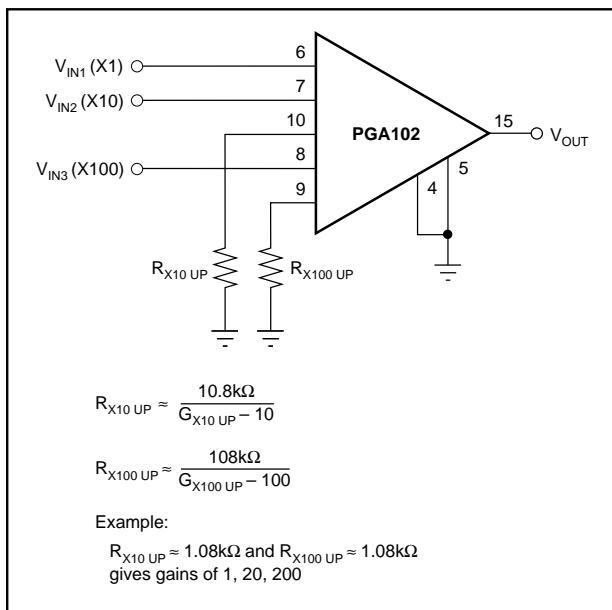 6
V_IN1 (X1)
7
V_IN2 (X10)
10
PGA102
15
V_OUT
8
V_IN3 (X100)
5
9
4
R_X10 UP
R_X100 UP
R_X10 UP ≈ 10.8kΩ / G_X10 UP – 10
R_X100 UP ≈ 108kΩ / G_X100 UP – 100
Example:
R_X10 UP ≈ 1.08kΩ and R_X100 UP ≈ 1.08kΩ
gives gains of 1, 20, 200